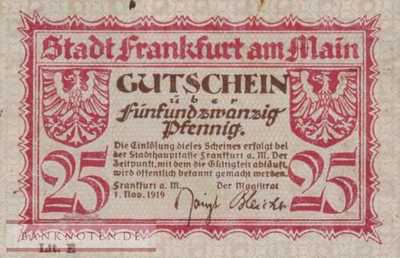 Stadt Frankfurt am Main
GUTSCHEIN
über
Fünfundzwanzig
Pfennig.
Die Einlösung dieses Scheines erfolgt bei
der Stadthauptkasse Frankfurt a. M. Der
Zeitpunkt, mit dem die Gültigkeit abläuft,
wird öffentlich bekannt gemacht werden.
Frankfurt a. M. Der Magistrat
1. Nov. 1919
25 25
BANKNOTEN.DE
Lit. E